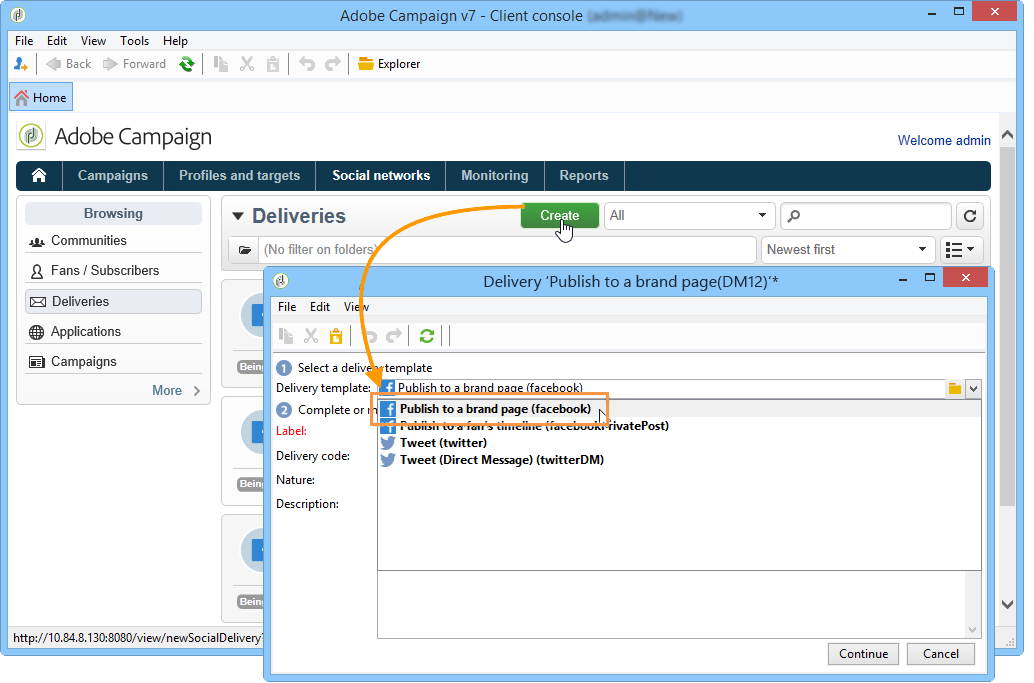 Adobe Campaign v7 - Client console (admin@New)
File Edit View Tools Help
Back Forward Explorer
Home
Adobe Campaign
Welcome admin
Campaigns Profiles and targets Social networks Monitoring Reports
Browsing
Communities
Fans / Subscribers
Deliveries
Applications
Campaigns
More
Deliveries Create All
(No filter on folders) Newest first
Being
Being
Being
http://10.84.8.130:8080/view/newSocialDelivery?
Delivery 'Publish to a brand page(DM12)'*
File Edit View
1 Select a delivery template
Delivery template: Publish to a brand page (facebook)
2 Complete or
Publish to a brand page (facebook)
Publish to a fan's timeline (facebookPrivatePost)
Tweet (twitter)
Tweet (Direct Message) (twitterDM)
Label:
Delivery code:
Nature:
Description:
Continue Cancel